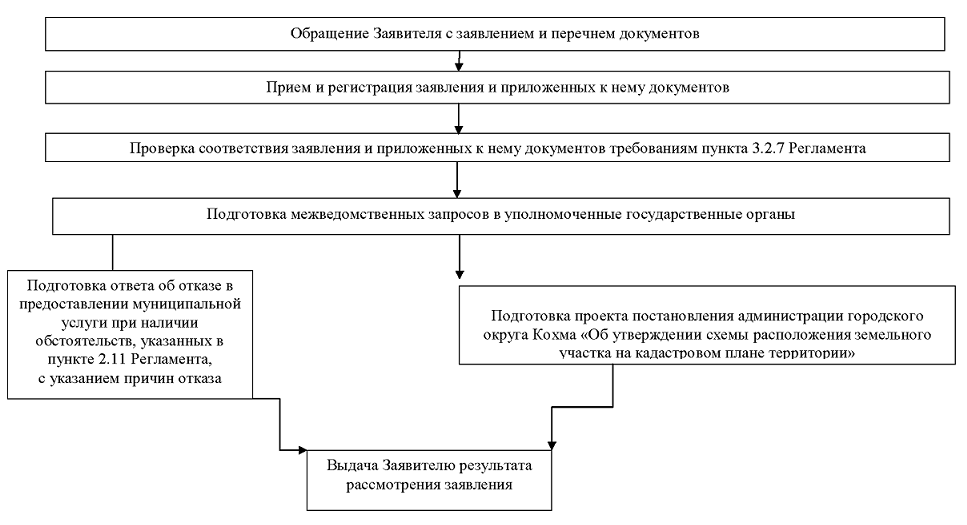 Обращение Заявителя с заявлением и перечнем документов
Прием и регистрация заявления и приложенных к нему документов
Проверка соответствия заявления и приложенных к нему документов требованиям пункта 3.2.7 Регламента
Подготовка межведомственных запросов в уполномоченные государственные органы
Подготовка ответа об отказе в
предоставлении муниципальной
услуги при наличии
обстоятельств, указанных в
пункте 2.11 Регламента,
с указанием причин отказа
Подготовка проекта постановления администрации городского
округа Кохма «Об утверждении схемы расположения земельного
участка на кадастровом плане территории»
Выдача Заявителю результата
рассмотрения заявления